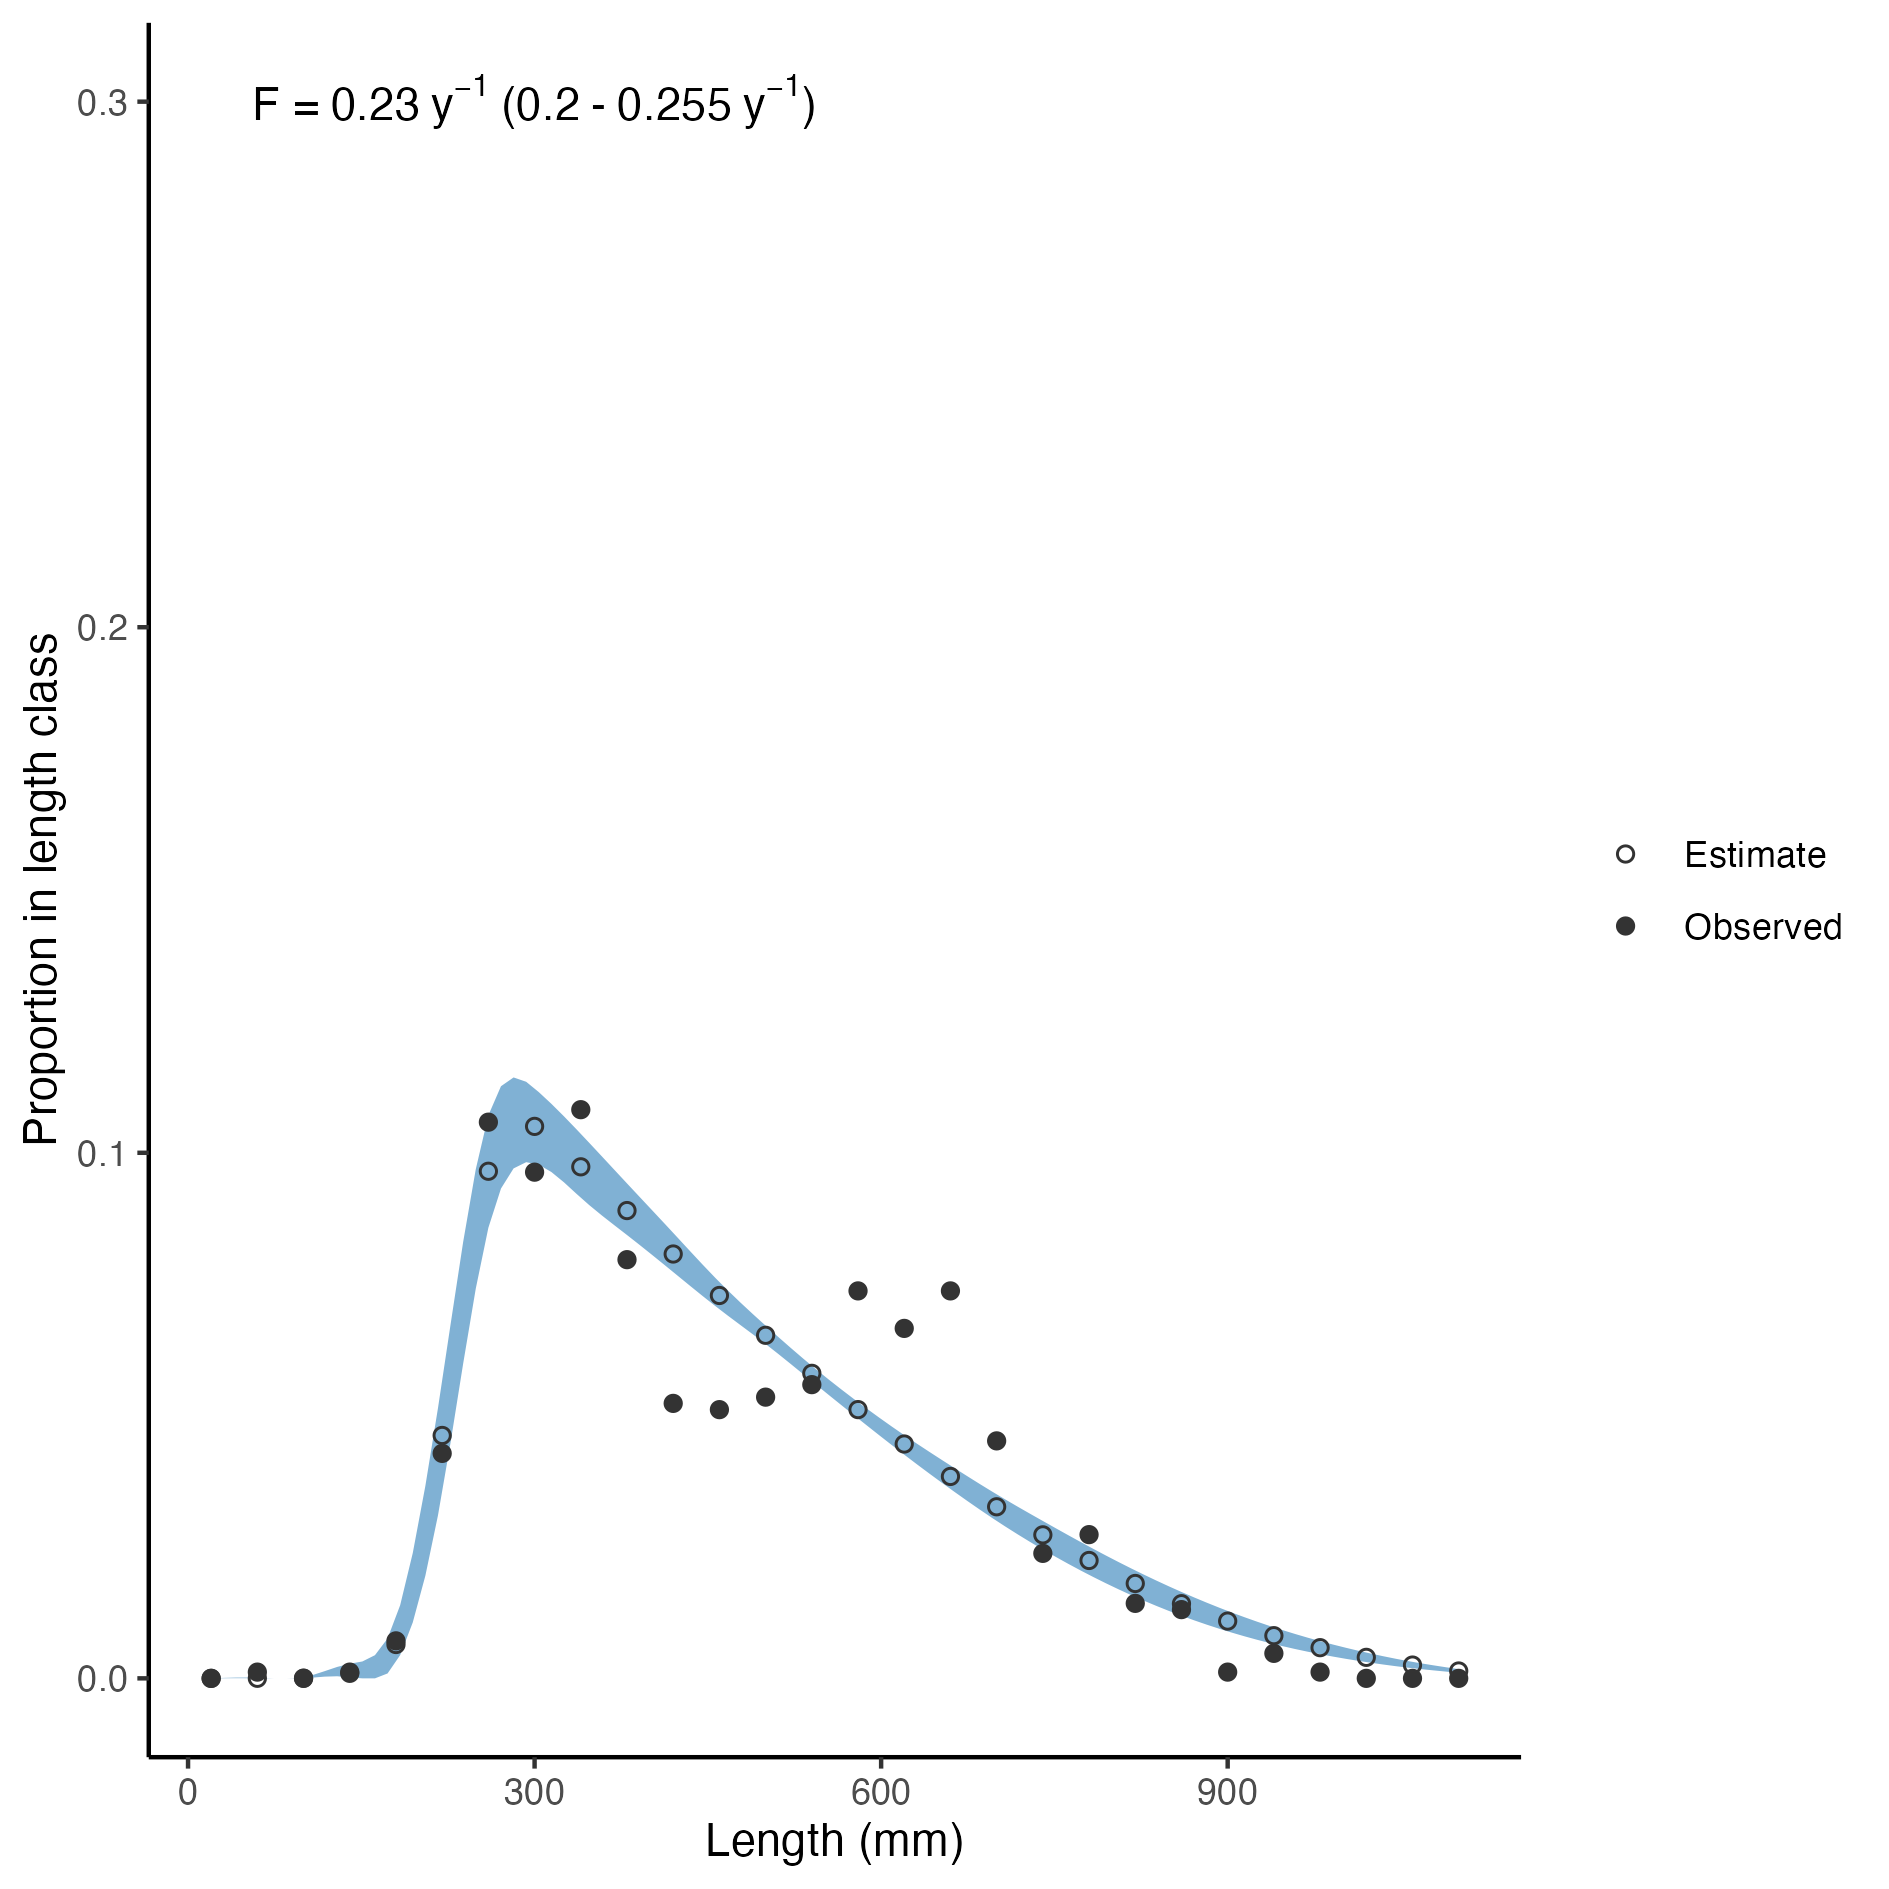 F = 0.23 y⁻¹ (0.2 - 0.255 y⁻¹)
0.3
0.2
0.1
0.0
Proportion in length class
0 300 600 900
Length (mm)
Estimate
Observed